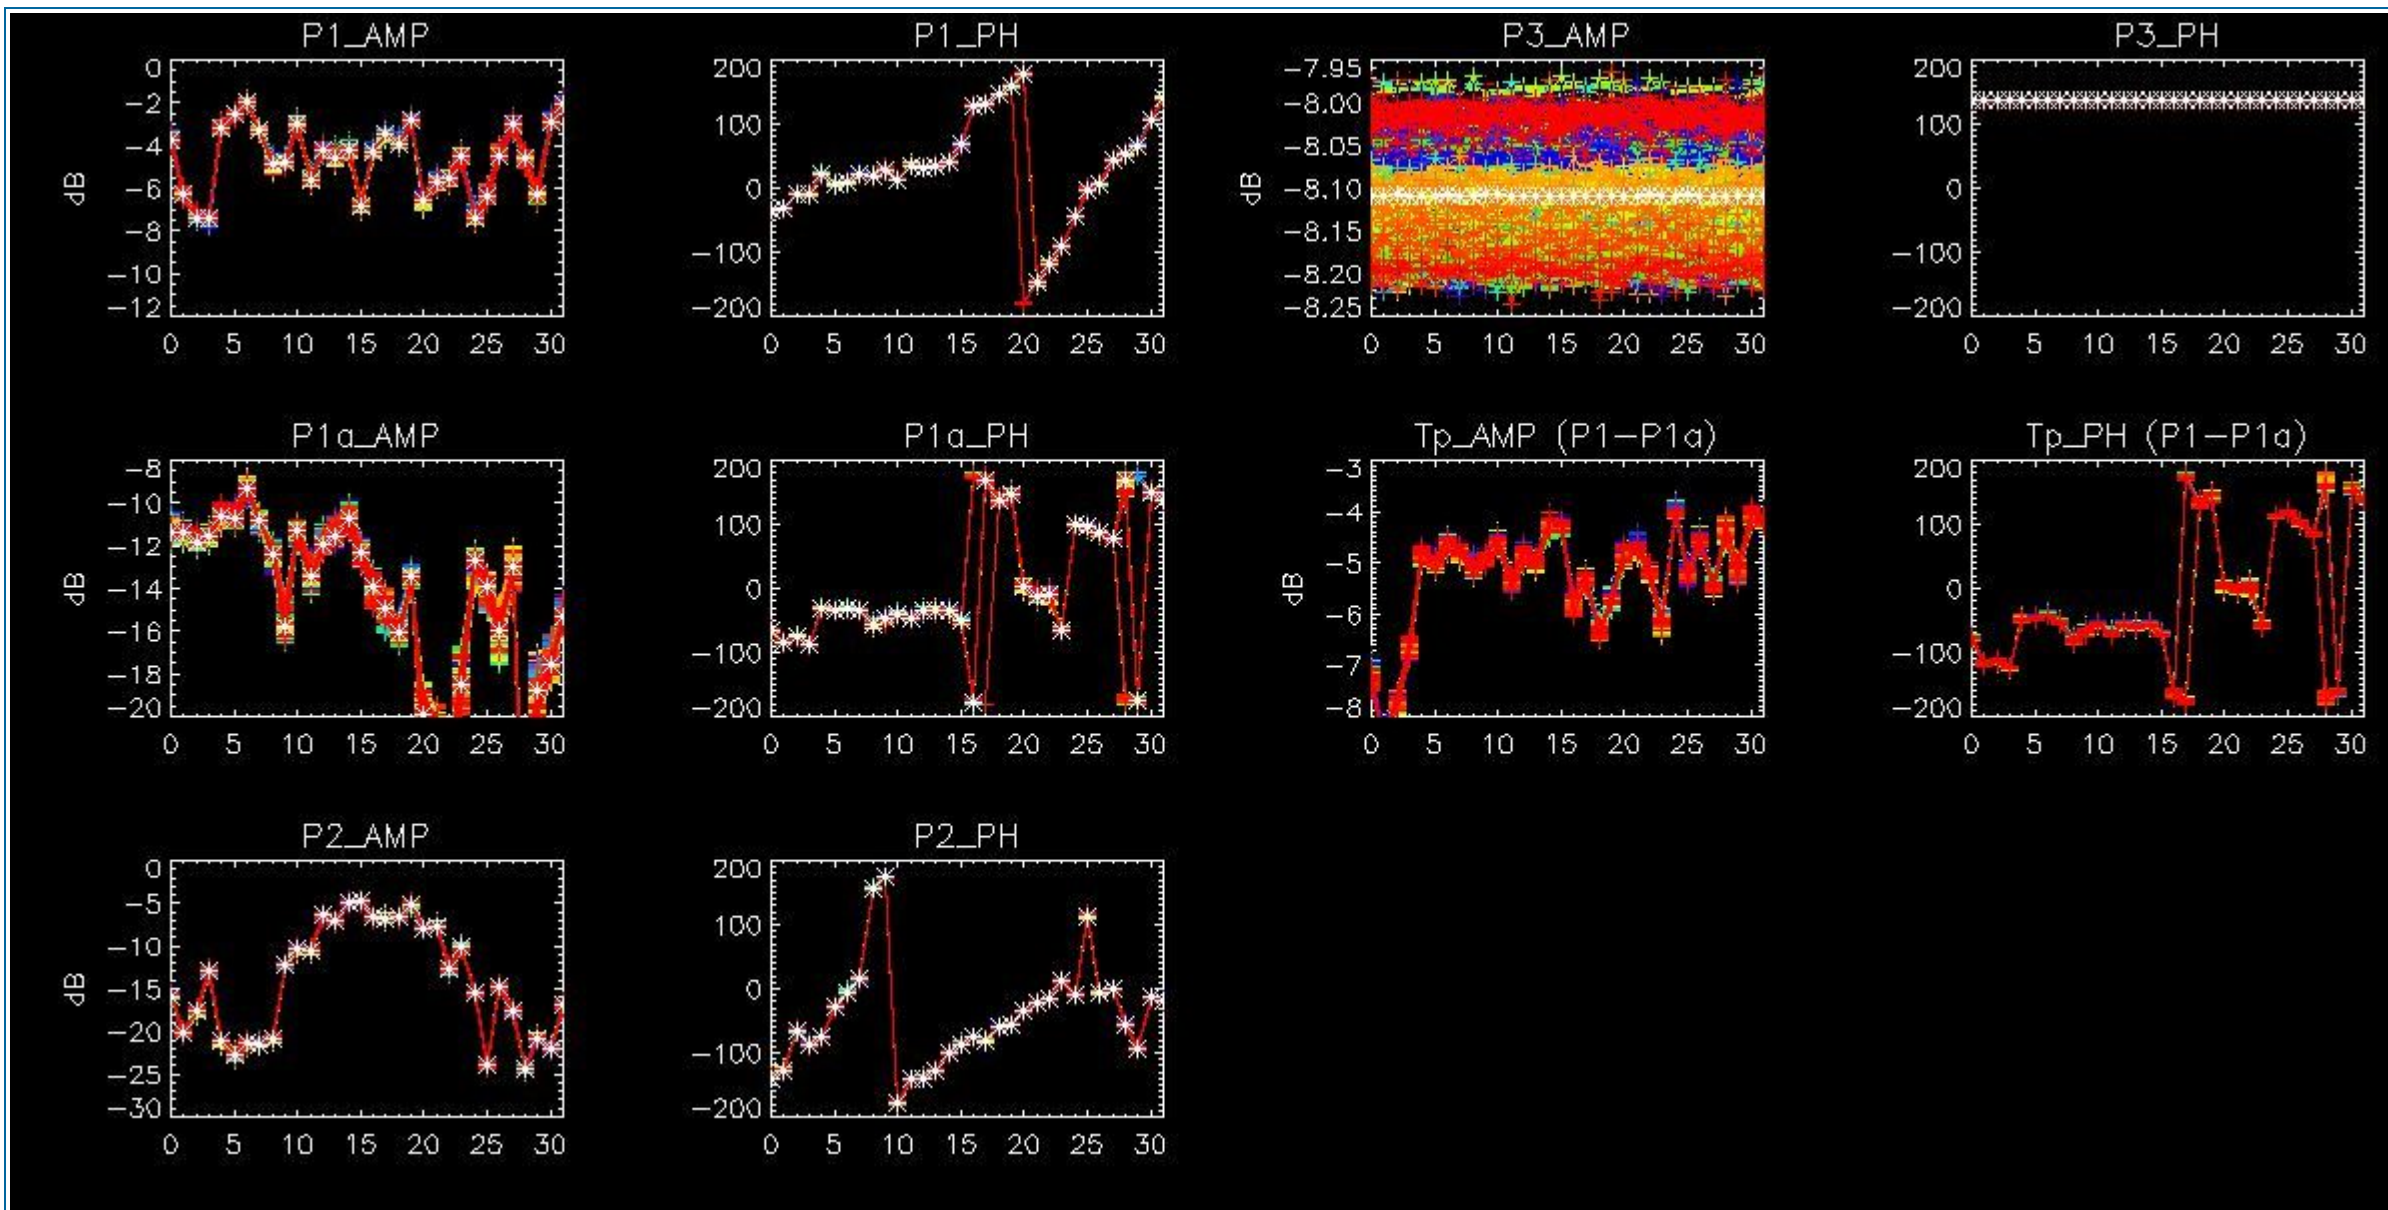 P1_AMP
0
−2
−4
−6
−8
−10
−12
dB
0 5 10 15 20 25 30
P1_PH
200
100
0
−100
−200
0 5 10 15 20 25 30
P3_AMP
−7.95
−8.00
−8.05
−8.10
−8.15
−8.20
−8.25
dB
0 5 10 15 20 25 30
P3_PH
200
100
0
−100
−200
0 5 10 15 20 25 30
P1a_AMP
−8
−10
−12
−14
−16
−18
−20
dB
0 5 10 15 20 25 30
P1a_PH
200
100
0
−100
−200
0 5 10 15 20 25 30
Tp_AMP (P1−P1a)
−3
−4
−5
−6
−7
−8
dB
0 5 10 15 20 25 30
Tp_PH (P1−P1a)
200
100
0
−100
−200
0 5 10 15 20 25 30
P2_AMP
0
−5
−10
−15
−20
−25
−30
dB
0 5 10 15 20 25 30
P2_PH
200
100
0
−100
−200
0 5 10 15 20 25 30